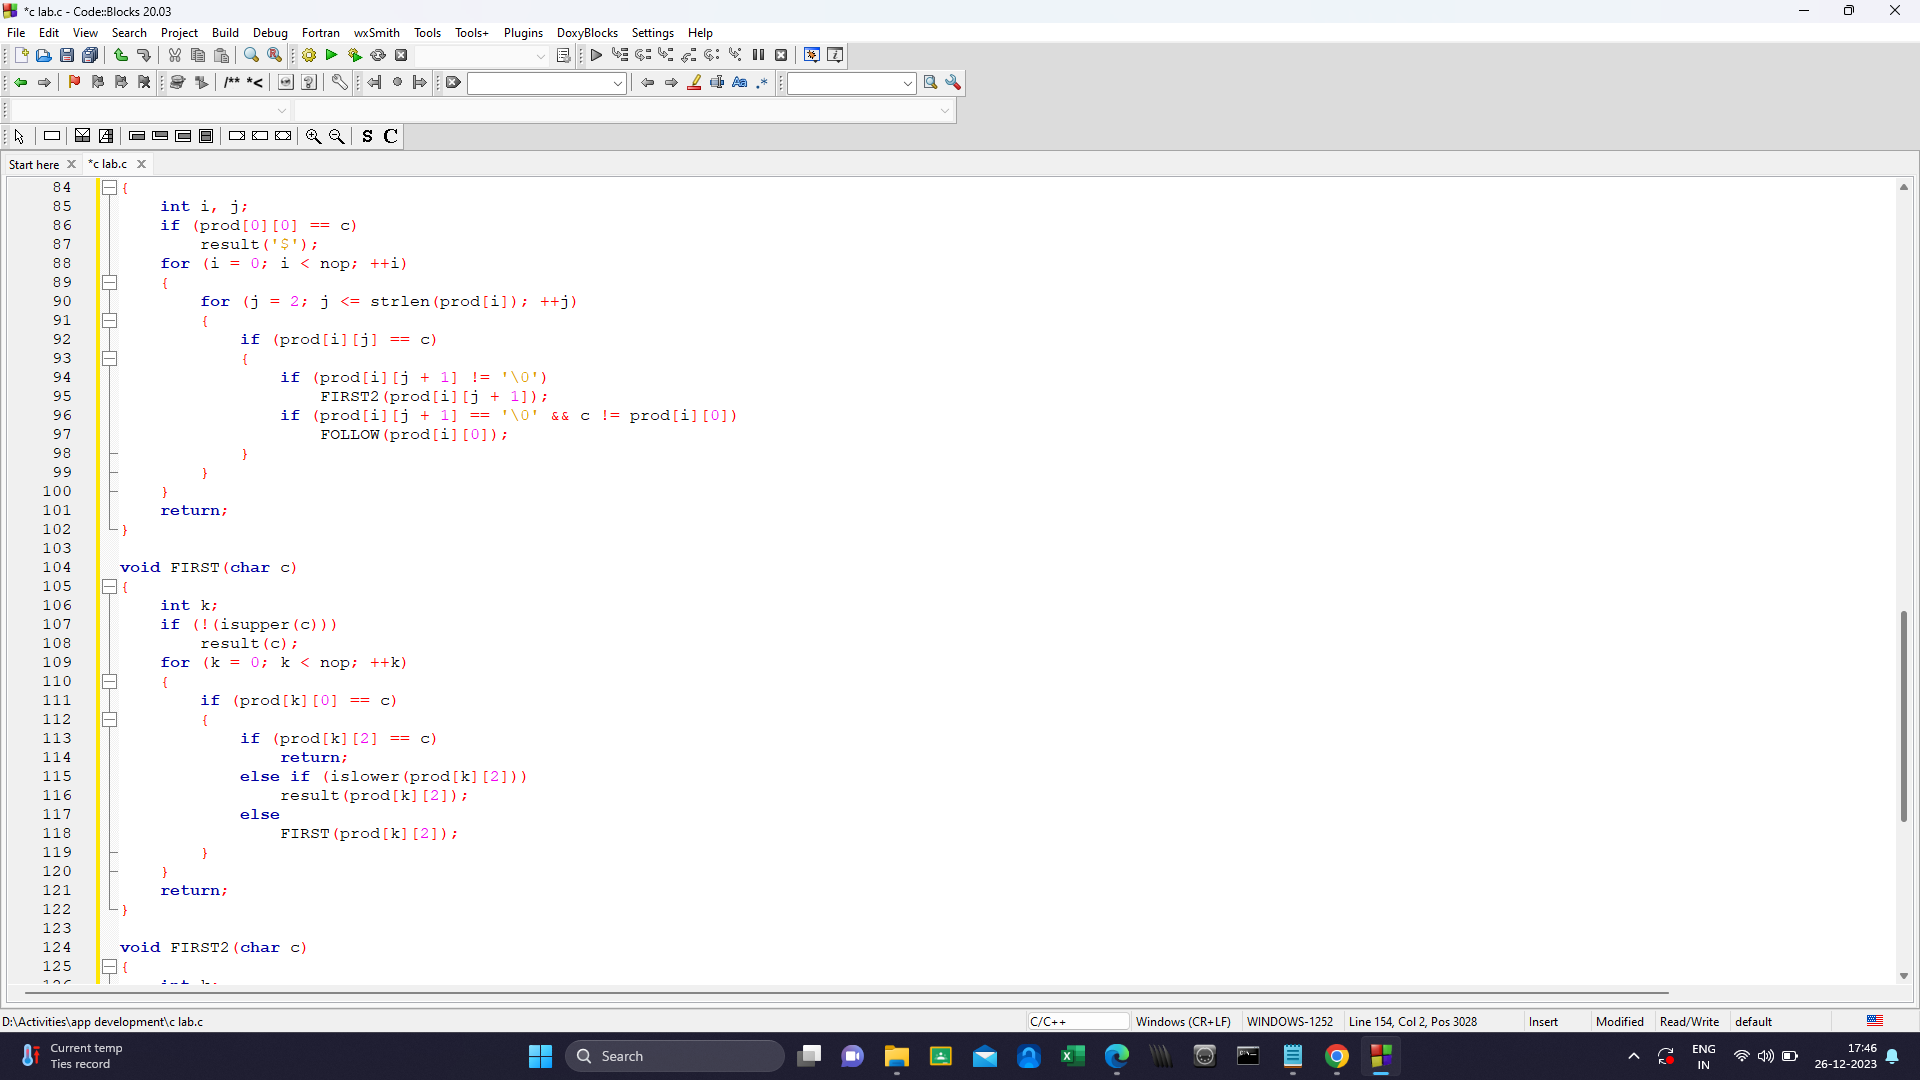 *c lab.c - Code::Blocks 20.03
File Edit View Search Project Build Debug Fortran wxSmith Tools Tools+ Plugins DoxyBlocks Settings Help
/** *<
Aa .*
S C
Start here *c lab.c
84 {
85 int i, j;
86 if (prod[0][0] == c)
87 result('$');
88 for (i = 0; i < nop; ++i)
89 {
90 for (j = 2; j <= strlen(prod[i]); ++j)
91 {
92 if (prod[i][j] == c)
93 {
94 if (prod[i][j + 1] != '\0')
95 FIRST2(prod[i][j + 1]);
96 if (prod[i][j + 1] == '\0' && c != prod[i][0])
97 FOLLOW(prod[i][0]);
98 }
99 }
100 }
101 return;
102 }
103
104 void FIRST(char c)
105 {
106 int k;
107 if (!(isupper(c)))
108 result(c);
109 for (k = 0; k < nop; ++k)
110 {
111 if (prod[k][0] == c)
112 {
113 if (prod[k][2] == c)
114 return;
115 else if (islower(prod[k][2]))
116 result(prod[k][2]);
117 else
118 FIRST(prod[k][2]);
119 }
120 }
121 return;
122 }
123
124 void FIRST2(char c)
125 {
126 int k;
D:\Activities\app development\c lab.c C/C++ Windows (CR+LF) WINDOWS-1252 Line 154, Col 2, Pos 3028 Insert Modified Read/Write default
Current temp
Ties record
Search
ENG
IN
17:46
26-12-2023